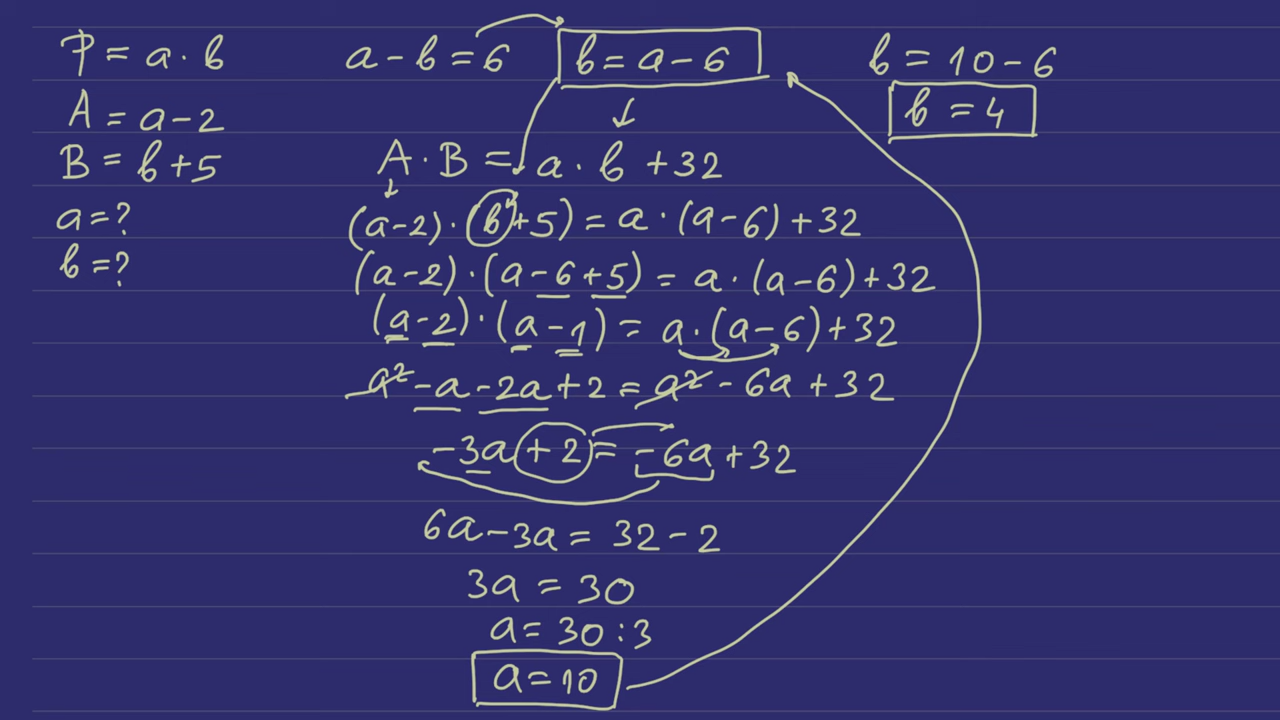 P = a · b
A = a - 2
B = b + 5
a = ?
b = ?
a - b = 6
b = a - 6
A · B = a · b + 32
(a - 2) · (b + 5) = a · (a - 6) + 32
(a - 2) · (a - 6 + 5) = a · (a - 6) + 32
(a - 2) · (a - 1) = a · (a - 6) + 32
a² - a - 2a + 2 = a² - 6a + 32
-3a + 2 = -6a + 32
6a - 3a = 32 - 2
3a = 30
a = 30 : 3
a = 10
b = 10 - 6
b = 4